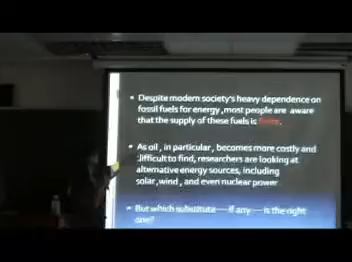 Despite modern society's heavy dependence on
fossil fuels for energy ,most people are aware
that the supply of these fuels is finite.
As oil , in particular , becomes more costly and
difficult to find, researchers are looking at
alternative energy sources, including
solar ,wind , and even nuclear power
But which substitute——if any——is the right
one?